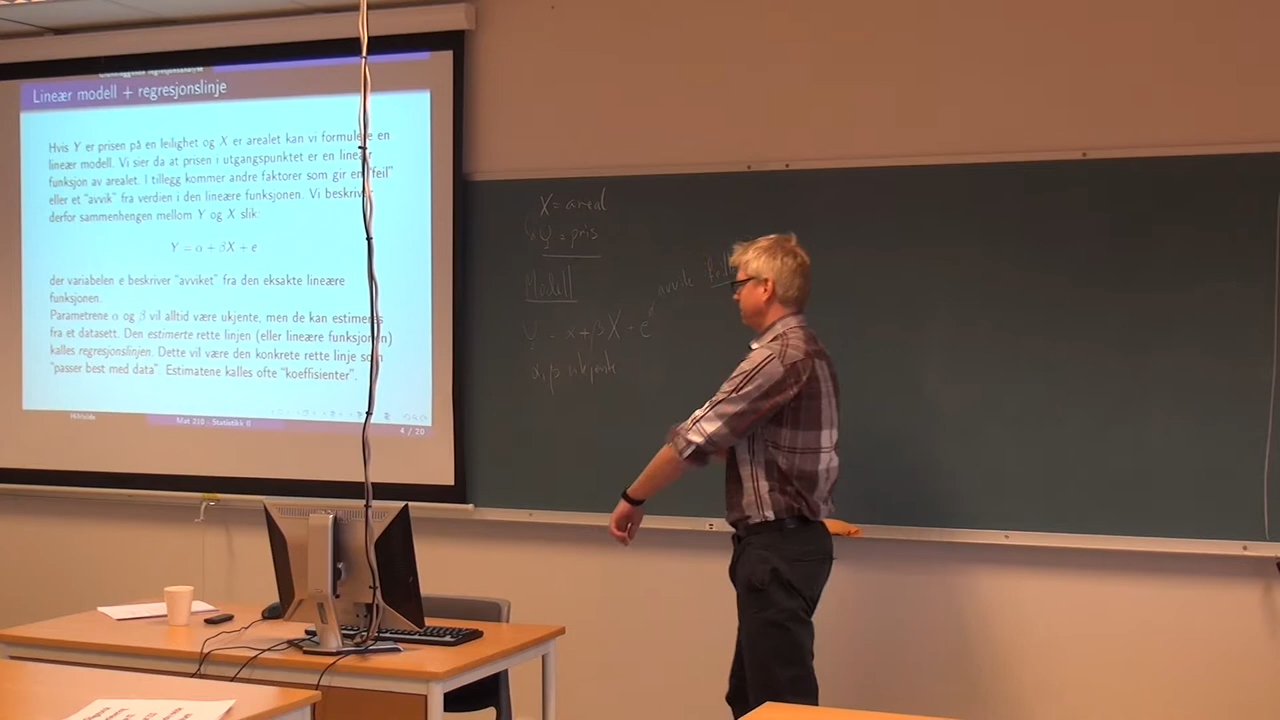 Lineær modell + regresjonslinje
Hvis Y er prisen på en leilighet og X er arealet kan vi formulere en
lineær modell. Vi sier da at prisen i utgangspunktet er en lineær
funksjon av arealet. I tillegg kommer andre faktorer som gir en "feil"
eller et "avvik" fra verdien i den lineære funksjonen. Vi beskriver
derfor sammenhengen mellom Y og X slik:
Y = α + βX + e
der variabelen e beskriver "avviket" fra den eksakte lineære
funksjonen.
Parametrene α og β vil alltid være ukjente, men de kan estimeres
fra et datasett. Den estimerte rette linjen (eller lineære funksjonen)
kalles regresjonslinjen. Dette vil være den konkrete rette linje som
"passer best med data". Estimatene kalles ofte "koeffisienter".
Mat 210 - Statistikk II
4 / 20
X = areal
Y = pris
Modell
Y = α + βX + e
α, β ukjente